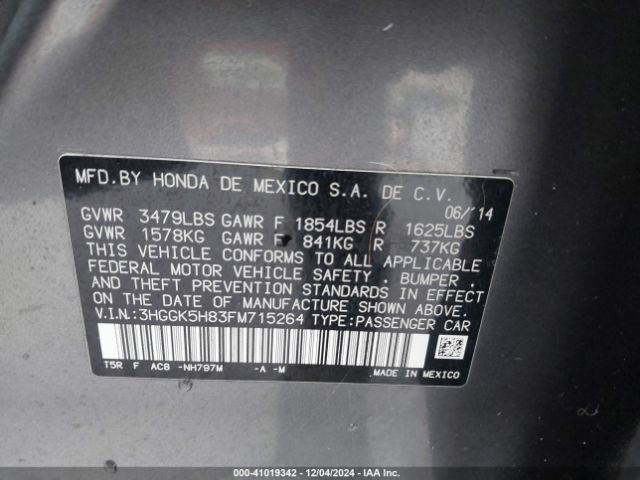 MFD.BY HONDA DE MEXICO S.A. DE C.V.
06/'14
GVWR 3479LBS GAWR F 1854LBS R 1625LBS
GVWR 1578KG GAWR F 841KG R 737KG
THIS VEHICLE CONFORMS TO ALL APPLICABLE
FEDERAL MOTOR VEHICLE SAFETY , BUMPER ,
AND THEFT PREVENTION STANDARDS IN EFFECT
ON THE DATE OF MANUFACTURE SHOWN ABOVE.
V.I.N.:3HGGK5H83FM715264 TYPE:PASSENGER CAR
T5R F AC8 -NH797M -A -M MADE IN MEXICO
000-41019342 - 12/04/2024 - IAA Inc.